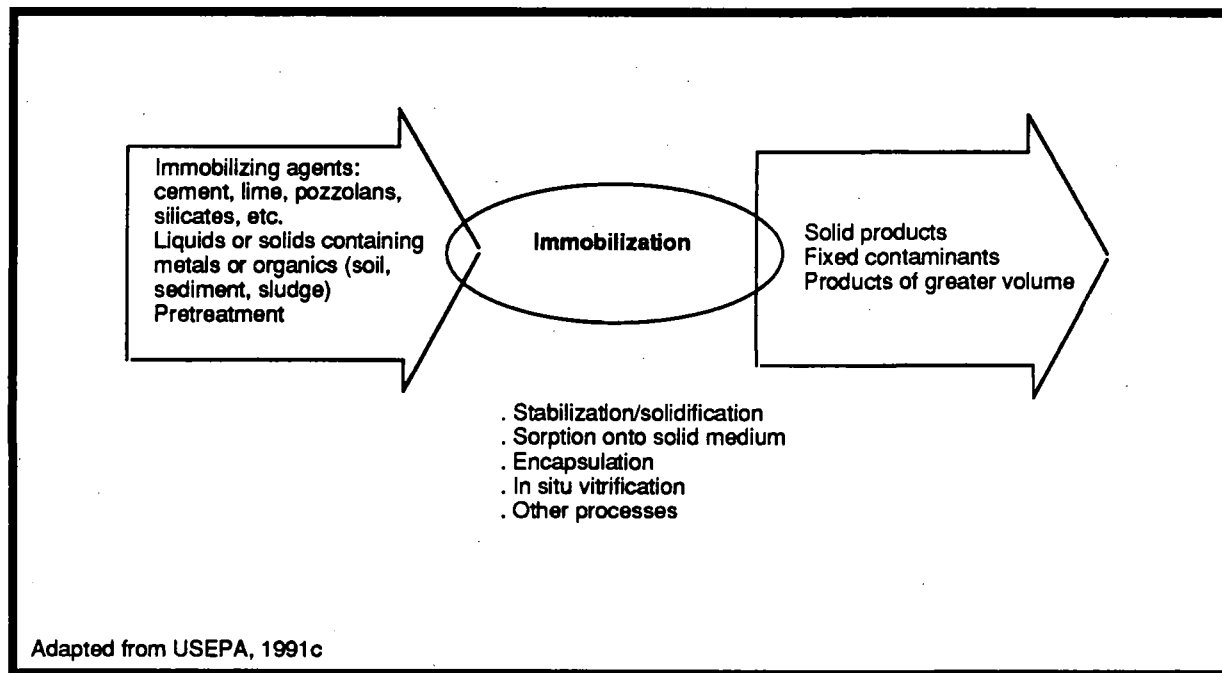 Immobilizing agents:
cement, lime, pozzolans,
silicates, etc.
Liquids or solids containing
metals or organics (soil,
sediment, sludge)
Pretreatment
Immobilization
Solid products
Fixed contaminants
Products of greater volume
. Stabilization/solidification
. Sorption onto solid medium
. Encapsulation
. In situ vitrification
. Other processes
Adapted from USEPA, 1991c